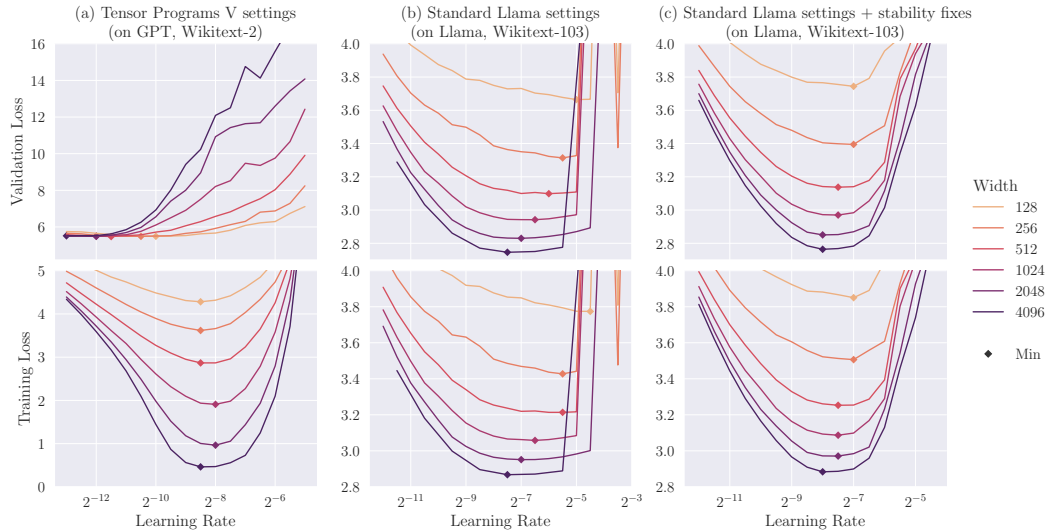 (a) Tensor Programs V settings
(on GPT, Wikitext-2)
(b) Standard Llama settings
(on Llama, Wikitext-103)
(c) Standard Llama settings + stability fixes
(on Llama, Wikitext-103)
Validation Loss
16
14
12
10
8
6
4.0
3.8
3.6
3.4
3.2
3.0
2.8
4.0
3.8
3.6
3.4
3.2
3.0
2.8
Training Loss
5
4
3
2
1
0
4.0
3.8
3.6
3.4
3.2
3.0
2.8
4.0
3.8
3.6
3.4
3.2
3.0
2.8
2⁻¹² 2⁻¹⁰ 2⁻⁸ 2⁻⁶
Learning Rate
2⁻¹¹ 2⁻⁹ 2⁻⁷ 2⁻⁵ 2⁻³
Learning Rate
2⁻¹¹ 2⁻⁹ 2⁻⁷ 2⁻⁵
Learning Rate
Width
128
256
512
1024
2048
4096
Min